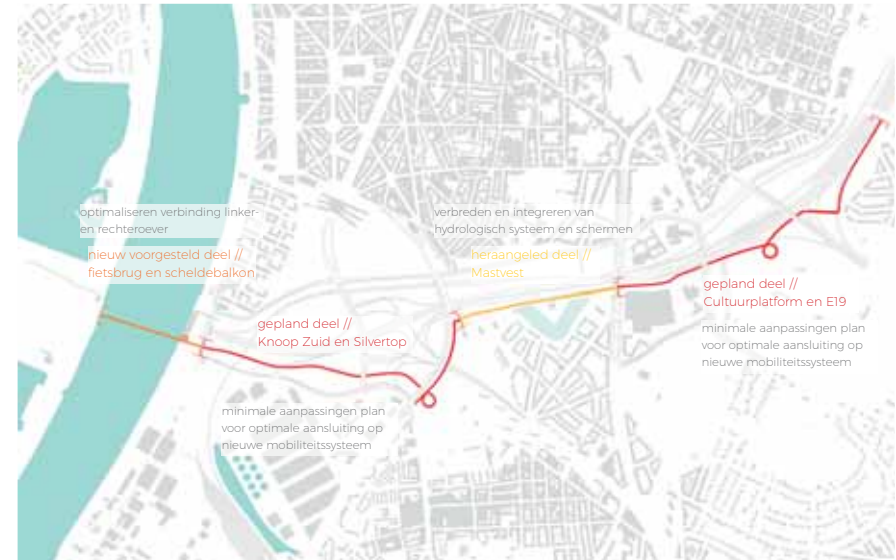 optimaliseren verbinding linker-
en rechteroever
nieuw voorgesteld deel //
fietsbrug en scheldebalkon
verbreden en integreren van
hydrologisch systeem en schermen
heraangeled deel //
Mastvest
gepland deel //
Knoop Zuid en Silvertop
minimale aanpassingen plan
voor optimale aansluiting op
nieuwe mobiliteitssysteem
gepland deel //
Cultuurplatform en E19
minimale aanpassingen plan
voor optimale aansluiting op
nieuwe mobiliteitssysteem